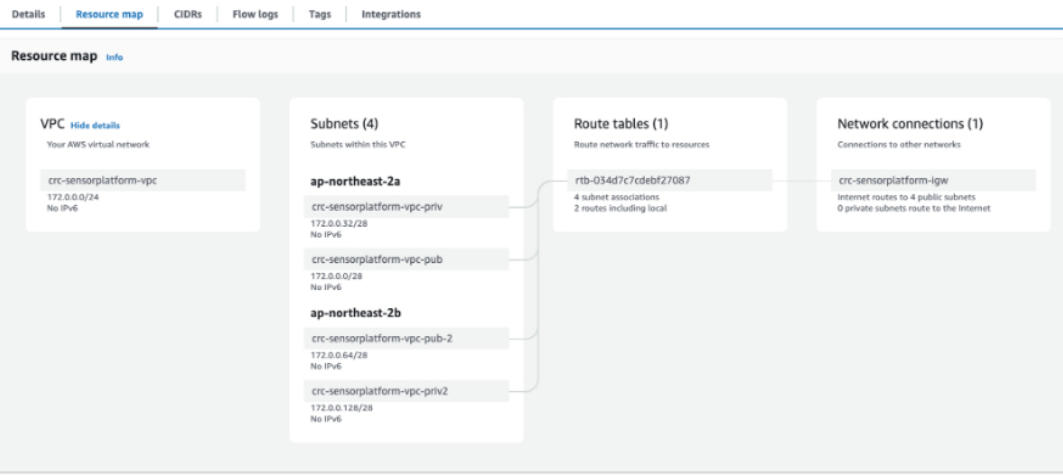 Details Resource map CIDRs Flow logs Tags Integrations
Resource map Info
VPC Hide details
Your AWS virtual network
crc-sensorplatform-vpc
172.0.0.0/24
No IPv6
Subnets (4)
Subnets within this VPC
ap-northeast-2a
crc-sensorplatform-vpc-priv
172.0.0.32/28
No IPv6
crc-sensorplatform-vpc-pub
172.0.0.0/28
No IPv6
ap-northeast-2b
crc-sensorplatform-vpc-pub-2
172.0.0.64/28
No IPv6
crc-sensorplatform-vpc-priv2
172.0.0.128/28
No IPv6
Route tables (1)
Route network traffic to resources
rtb-034d7c7cdebf27087
4 subnet associations
2 routes including local
Network connections (1)
Connections to other networks
crc-sensorplatform-igw
Internet routes to 4 public subnets
0 private subnets route to the Internet